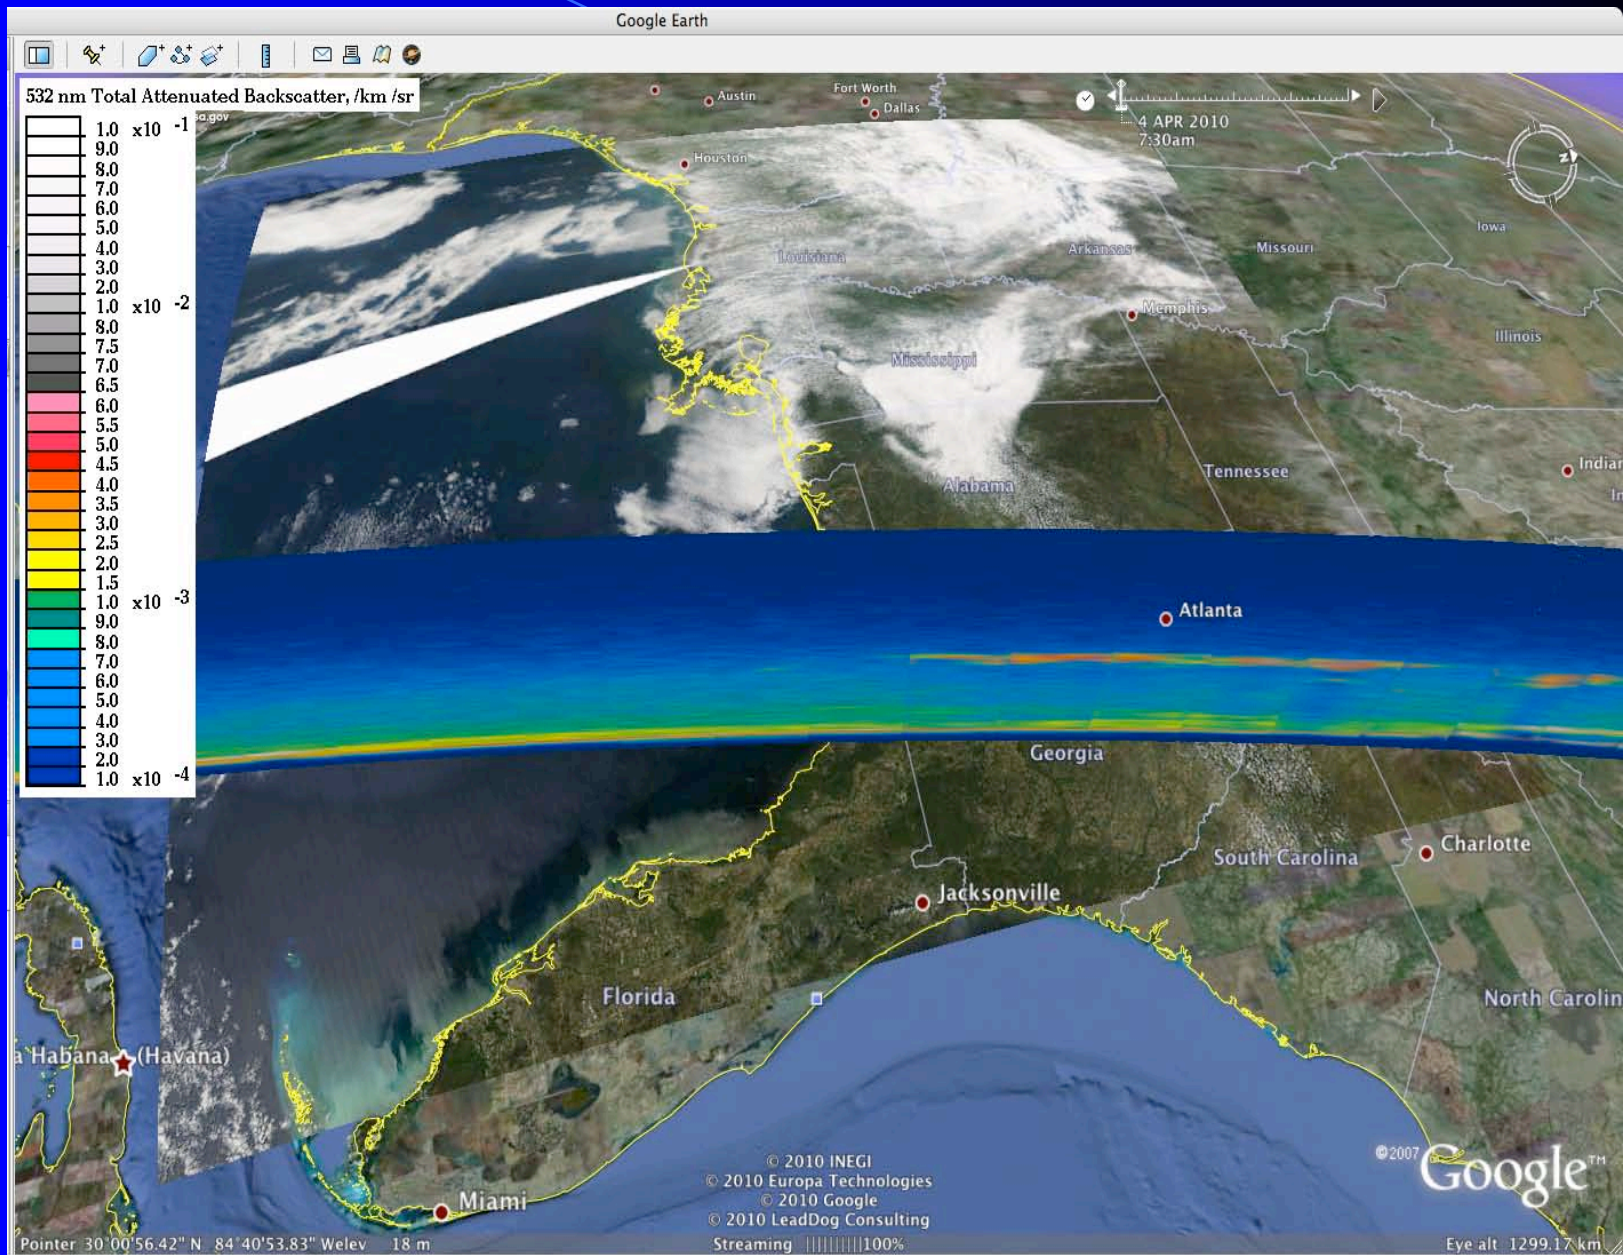 Google Earth
532 nm Total Attenuated Backscatter, /km /sr
sa.gov
1.0 x10 -1
9.0
8.0
7.0
6.0
5.0
4.0
3.0
2.0
1.0 x10 -2
8.0
7.5
7.0
6.5
6.0
5.5
5.0
4.5
4.0
3.5
3.0
2.5
2.0
1.5
1.0 x10 -3
9.0
8.0
7.0
6.0
5.0
4.0
3.0
2.0
1.0 x10 -4
Austin
Fort Worth
Dallas
4 APR 2010
7:30am
Z
Houston
Iowa
Louisiana
Arkansas
Missouri
Memphis
Illinois
Mississippi
Indian
Tennessee
Alabama
In
Atlanta
Georgia
Charlotte
South Carolina
Jacksonville
Florida
North Carolin
a Habana (Havana)
Miami
© 2010 INEGI
© 2010 Europa Technologies
© 2010 Google
© 2010 LeadDog Consulting
©2007 Google™
Pointer 30°00'56.42" N 84°40'53.83" W elev 18 m
Streaming ||||||||| 100%
Eye alt 1299.17 km